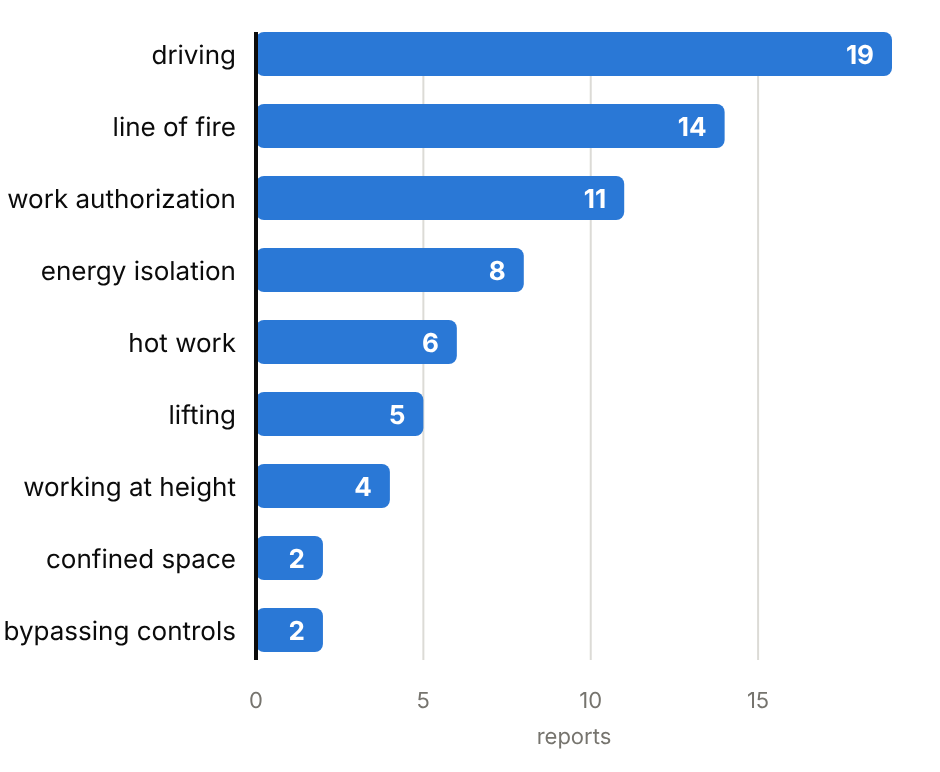 driving 19
line of fire 14
work authorization 11
energy isolation 8
hot work 6
lifting 5
working at height 4
confined space 2
bypassing controls 2
0 5 10 15
reports